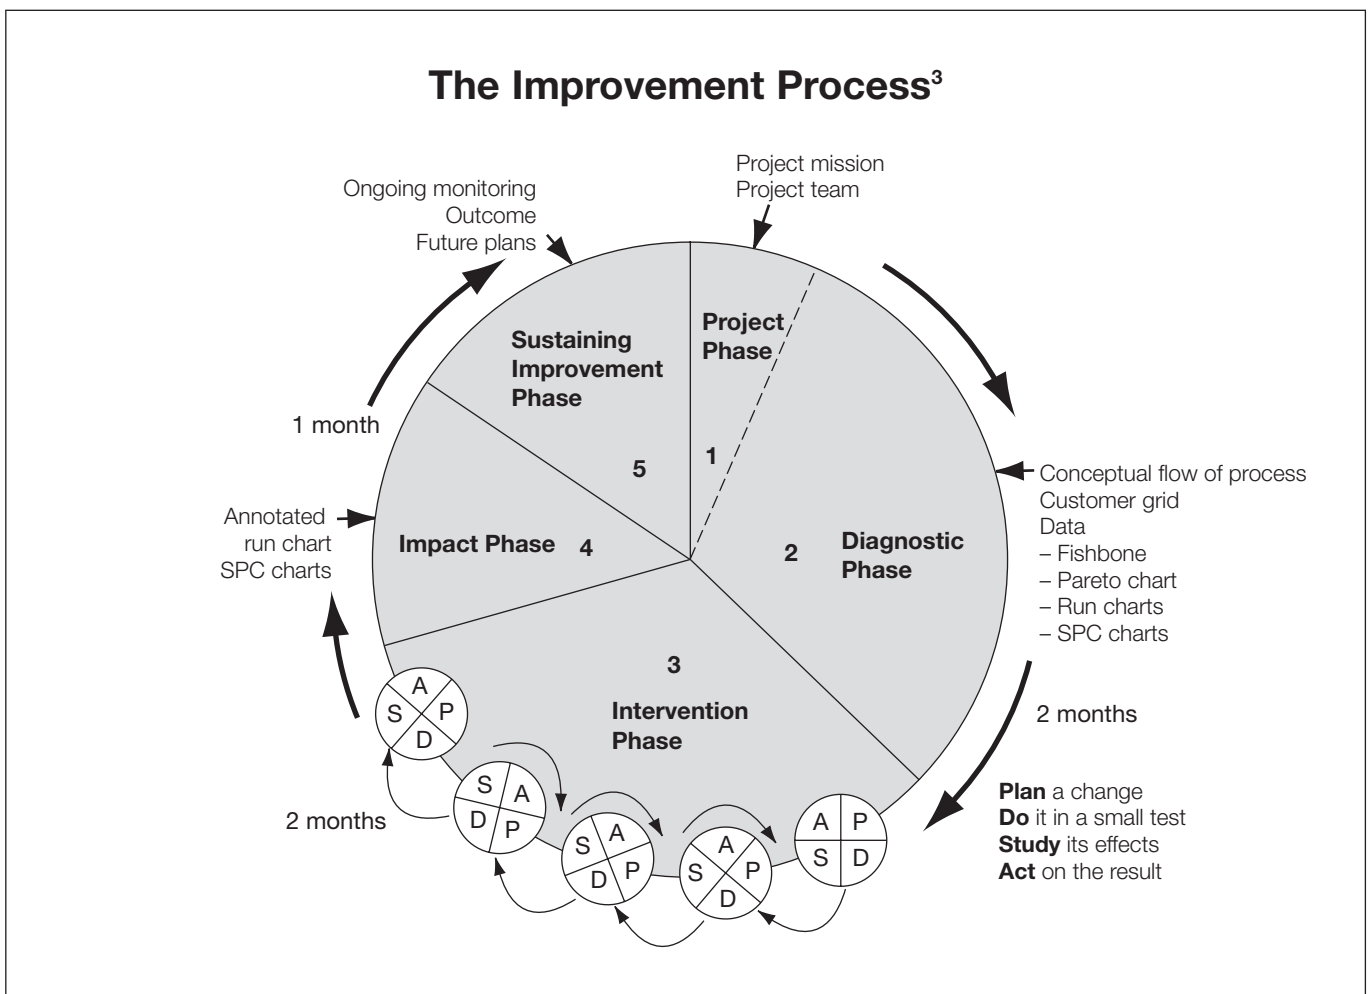 The Improvement Process³
Project mission
Project team
Ongoing monitoring
Outcome
Future plans
Project
Phase
1
Sustaining
Improvement
Phase
5
1 month
Conceptual flow of process
Customer grid
Data
– Fishbone
– Pareto chart
– Run charts
– SPC charts
2
Diagnostic
Phase
Annotated
run chart
SPC charts
Impact Phase 4
3
Intervention
Phase
2 months
Plan a change
Do it in a small test
Study its effects
Act on the result
2 months
A
S P
D
S A
D P
S A
D P
A
S P
D
A P
S D